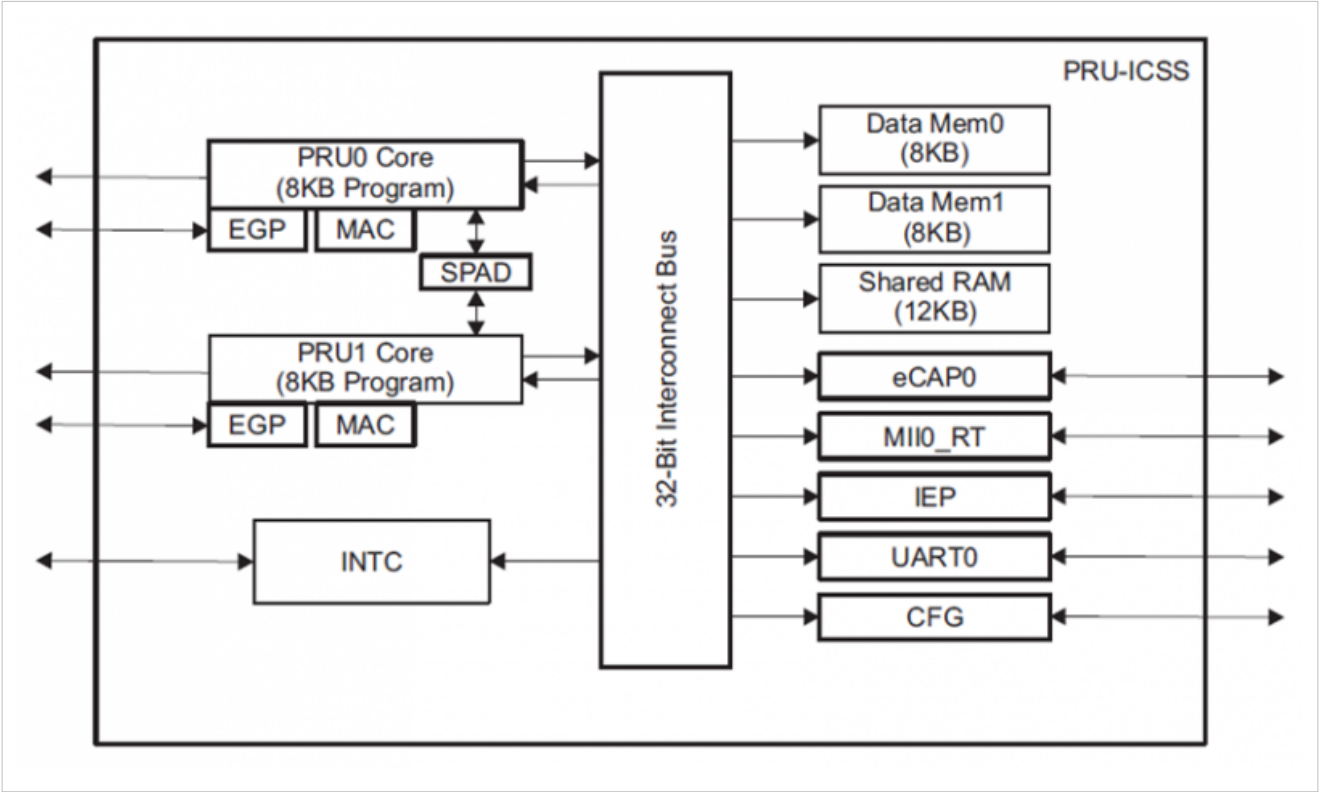 PRU-ICSS
PRU0 Core
(8KB Program)
EGP
MAC
SPAD
PRU1 Core
(8KB Program)
EGP
MAC
INTC
32-Bit Interconnect Bus
Data Mem0
(8KB)
Data Mem1
(8KB)
Shared RAM
(12KB)
eCAP0
MII0_RT
IEP
UART0
CFG